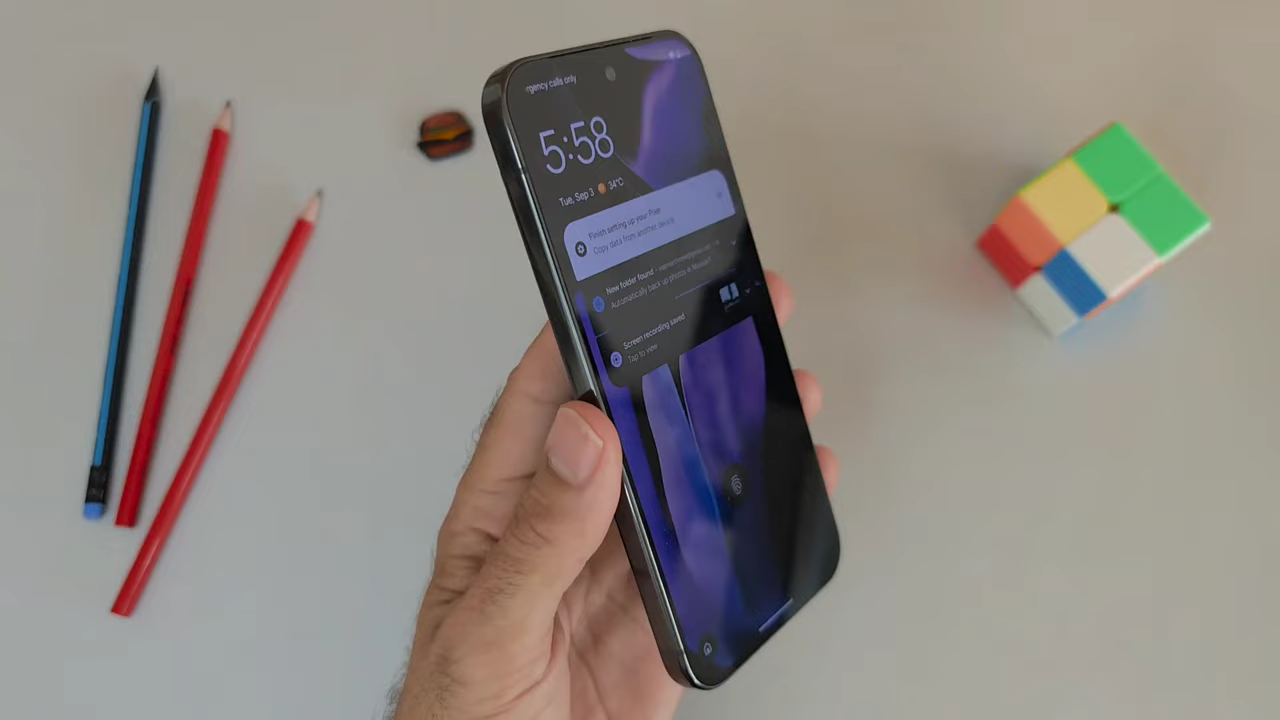 rgency calls only
5:58
Tue, Sep 3 34°C
Finish setting up your Pixel
Copy data from another device
New folder found
Automatically back up photos in
Screen recording saved
Tap to view